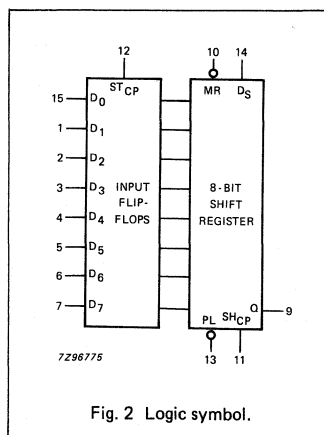 12
10 14
ST CP
MR DS
15 D0
1 D1
2 D2
3 D3
4 D4
5 D5
6 D6
7 D7
INPUT
FLIP-
FLOPS
8-BIT
SHIFT
REGISTER
Q 9
PL SH CP
13 11
7Z96775
Fig. 2 Logic symbol.